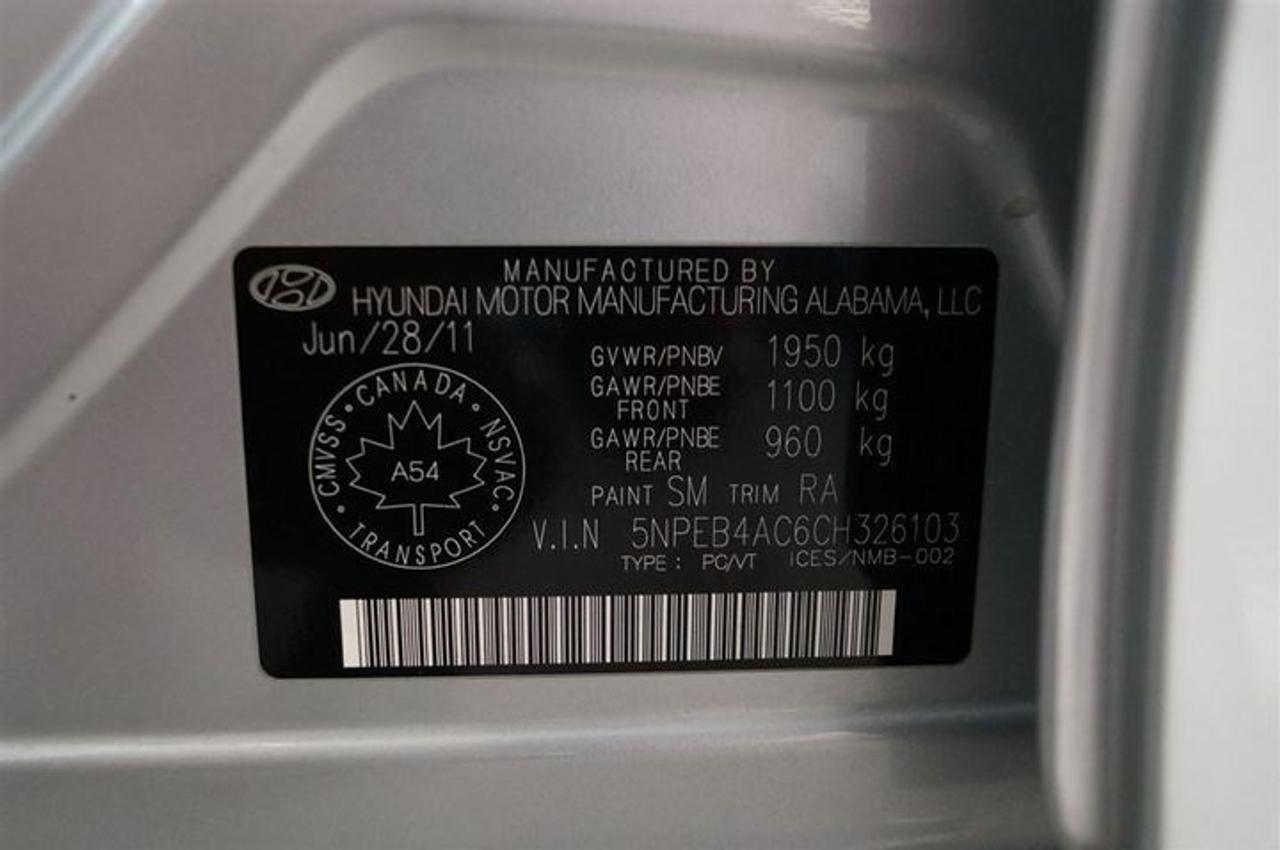 MANUFACTURED BY
HYUNDAI MOTOR MANUFACTURING ALABAMA, LLC
Jun/28/11
GVWR/PNBV 1950 kg
GAWR/PNBE FRONT 1100 kg
GAWR/PNBE REAR 960 kg
PAINT SM TRIM RA
V.I.N 5NPEB4AC6CH326103
TYPE : PC/VT ICES/NMB-002
CMVSS • CANADA • NSVAC • TRANSPORT •
A54